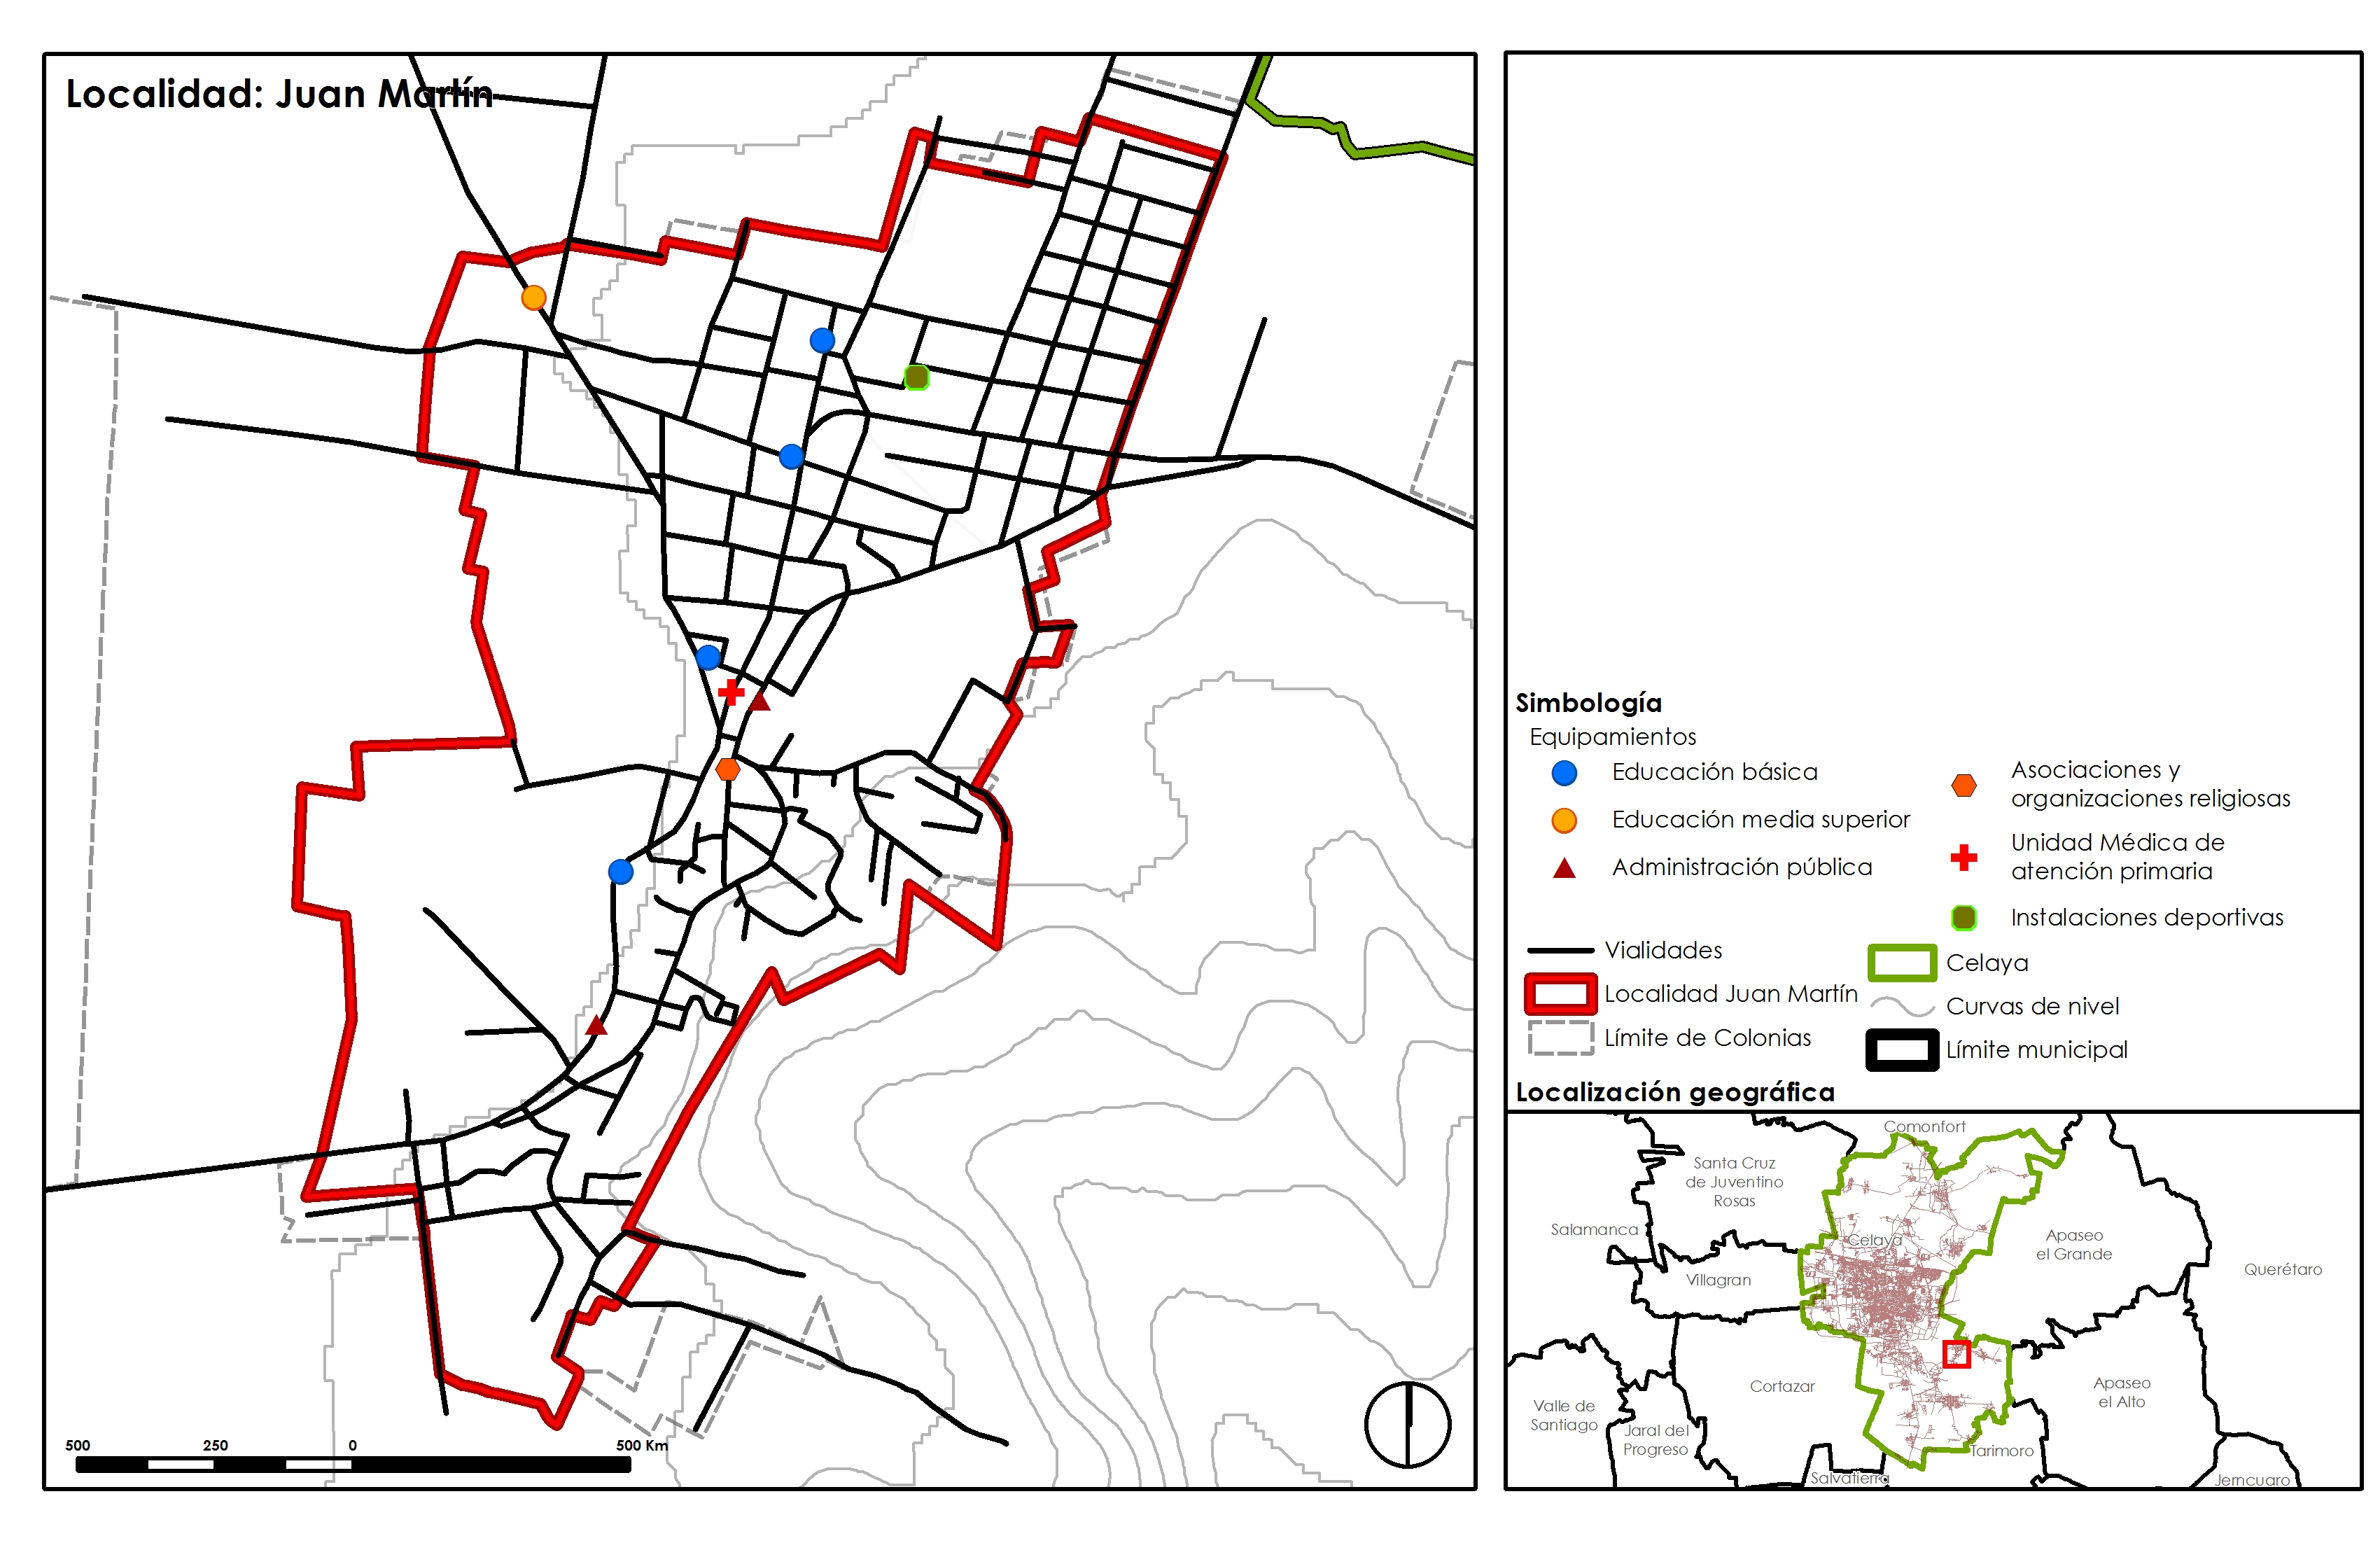 Localidad: Juan Martín
500 250 0 500 Km
Simbología
Equipamientos
Educación básica
Educación media superior
Administración pública
Asociaciones y
organizaciones religiosas
Unidad Médica de
atención primaria
Instalaciones deportivas
Vialidades
Localidad Juan Martín
Límite de Colonias
Celaya
Curvas de nivel
Límite municipal
Localización geográfica
Comonfort
Santa Cruz
de Juventino
Rosas
Salamanca
Celaya
Apaseo
el Grande
Querétaro
Villagran
Cortazar
Apaseo
el Alto
Valle de
Santiago
Jaral del
Progreso
Tarimoro
Salvatierra
Jerncuaro